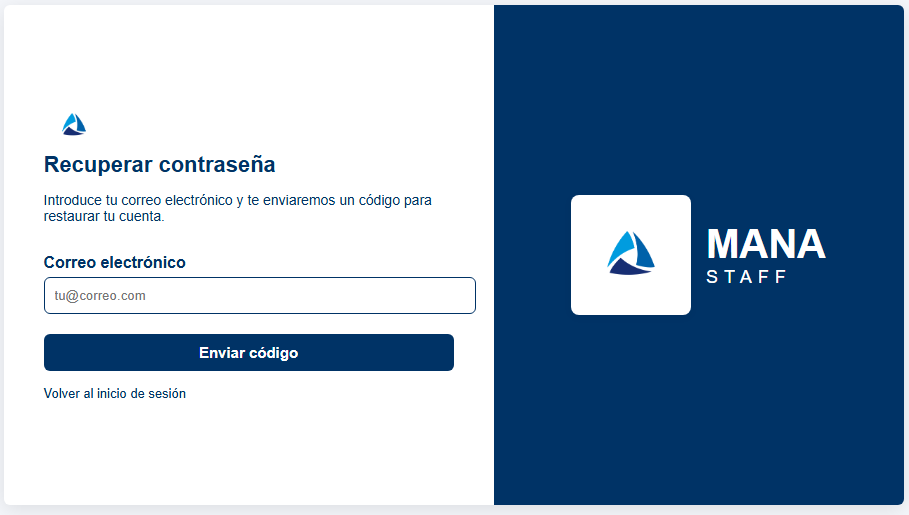 Recuperar contraseña
Introduce tu correo electrónico y te enviaremos un código para
restaurar tu cuenta.
Correo electrónico
tu@correo.com
Enviar código
Volver al inicio de sesión
MANA
STAFF